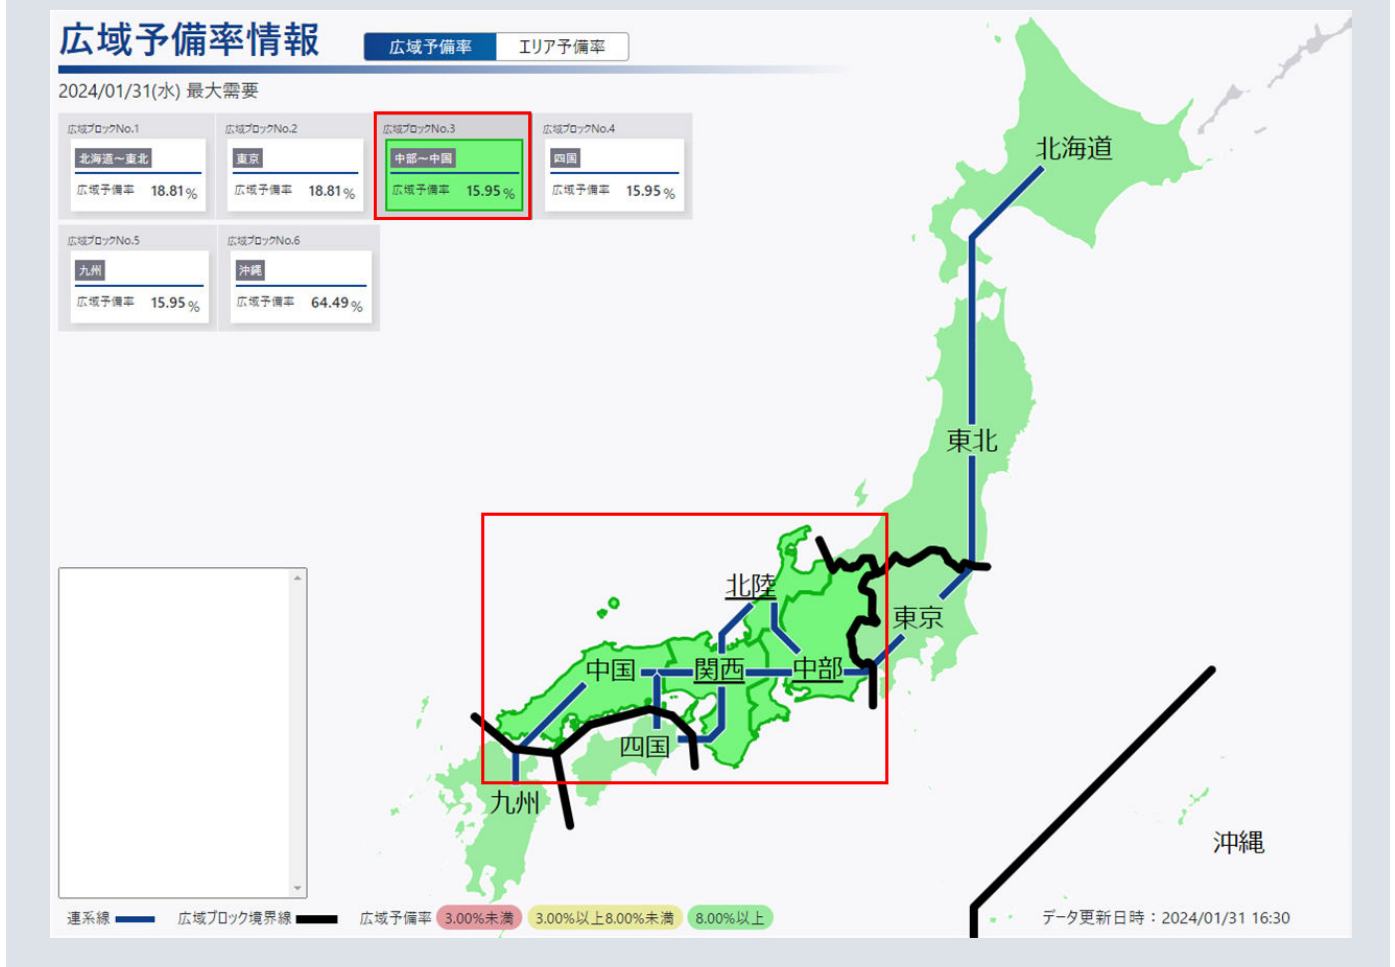 広域予備率情報
広域予備率
エリア予備率
2024/01/31(水) 最大需要
広域ブロックNo.1
北海道～東北
広域予備率 18.81%
広域ブロックNo.2
東京
広域予備率 18.81%
広域ブロックNo.3
中部～中国
広域予備率 15.95%
広域ブロックNo.4
四国
広域予備率 15.95%
広域ブロックNo.5
九州
広域予備率 15.95%
広域ブロックNo.6
沖縄
広域予備率 64.49%
北海道
東北
北陸
東京
中国
関西
中部
四国
九州
沖縄
連系線
広域ブロック境界線
広域予備率 3.00%未満 3.00%以上8.00%未満 8.00%以上
データ更新日時：2024/01/31 16:30